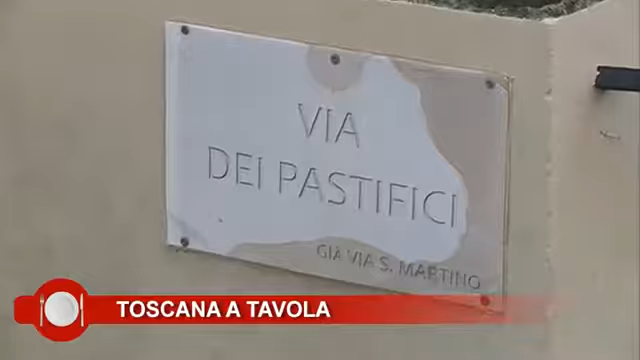 VIA
DEI PASTIFICI
GIÀ VIA S. MARTINO
TOSCANA A TAVOLA